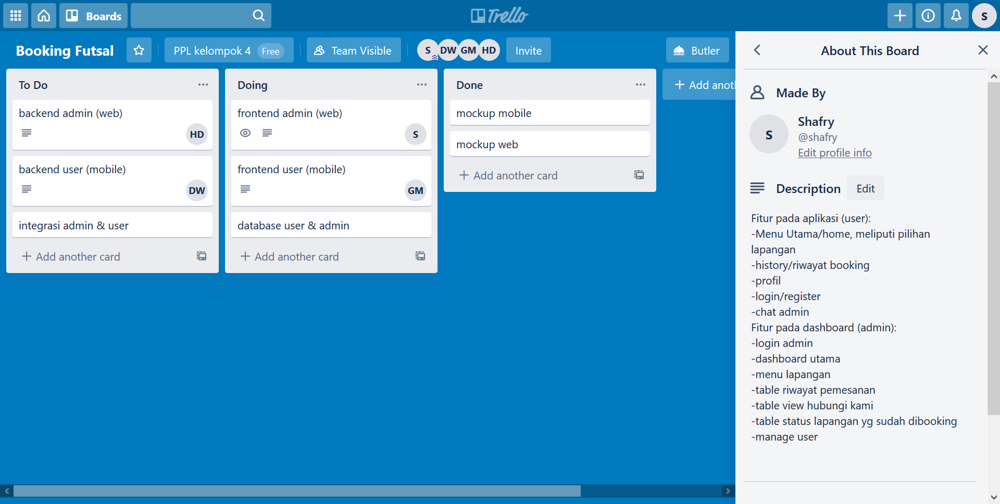 Boards
Trello
S
Booking Futsal
PPL kelompok 4 Free
Team Visible
S DW GM HD
Invite
Butler
To Do
backend admin (web)
HD
backend user (mobile)
DW
integrasi admin & user
+ Add another card
Doing
frontend admin (web)
S
frontend user (mobile)
GM
database user & admin
+ Add another card
Done
mockup mobile
mockup web
+ Add another card
+ Add anoth
About This Board
Made By
S
Shafry
@shafry
Edit profile info
Description Edit
Fitur pada aplikasi (user):
-Menu Utama/home, meliputi pilihan
lapangan
-history/riwayat booking
-profil
-login/register
-chat admin
Fitur pada dashboard (admin):
-login admin
-dashboard utama
-menu lapangan
-table riwayat pemesanan
-table view hubungi kami
-table status lapangan yg sudah dibooking
-manage user